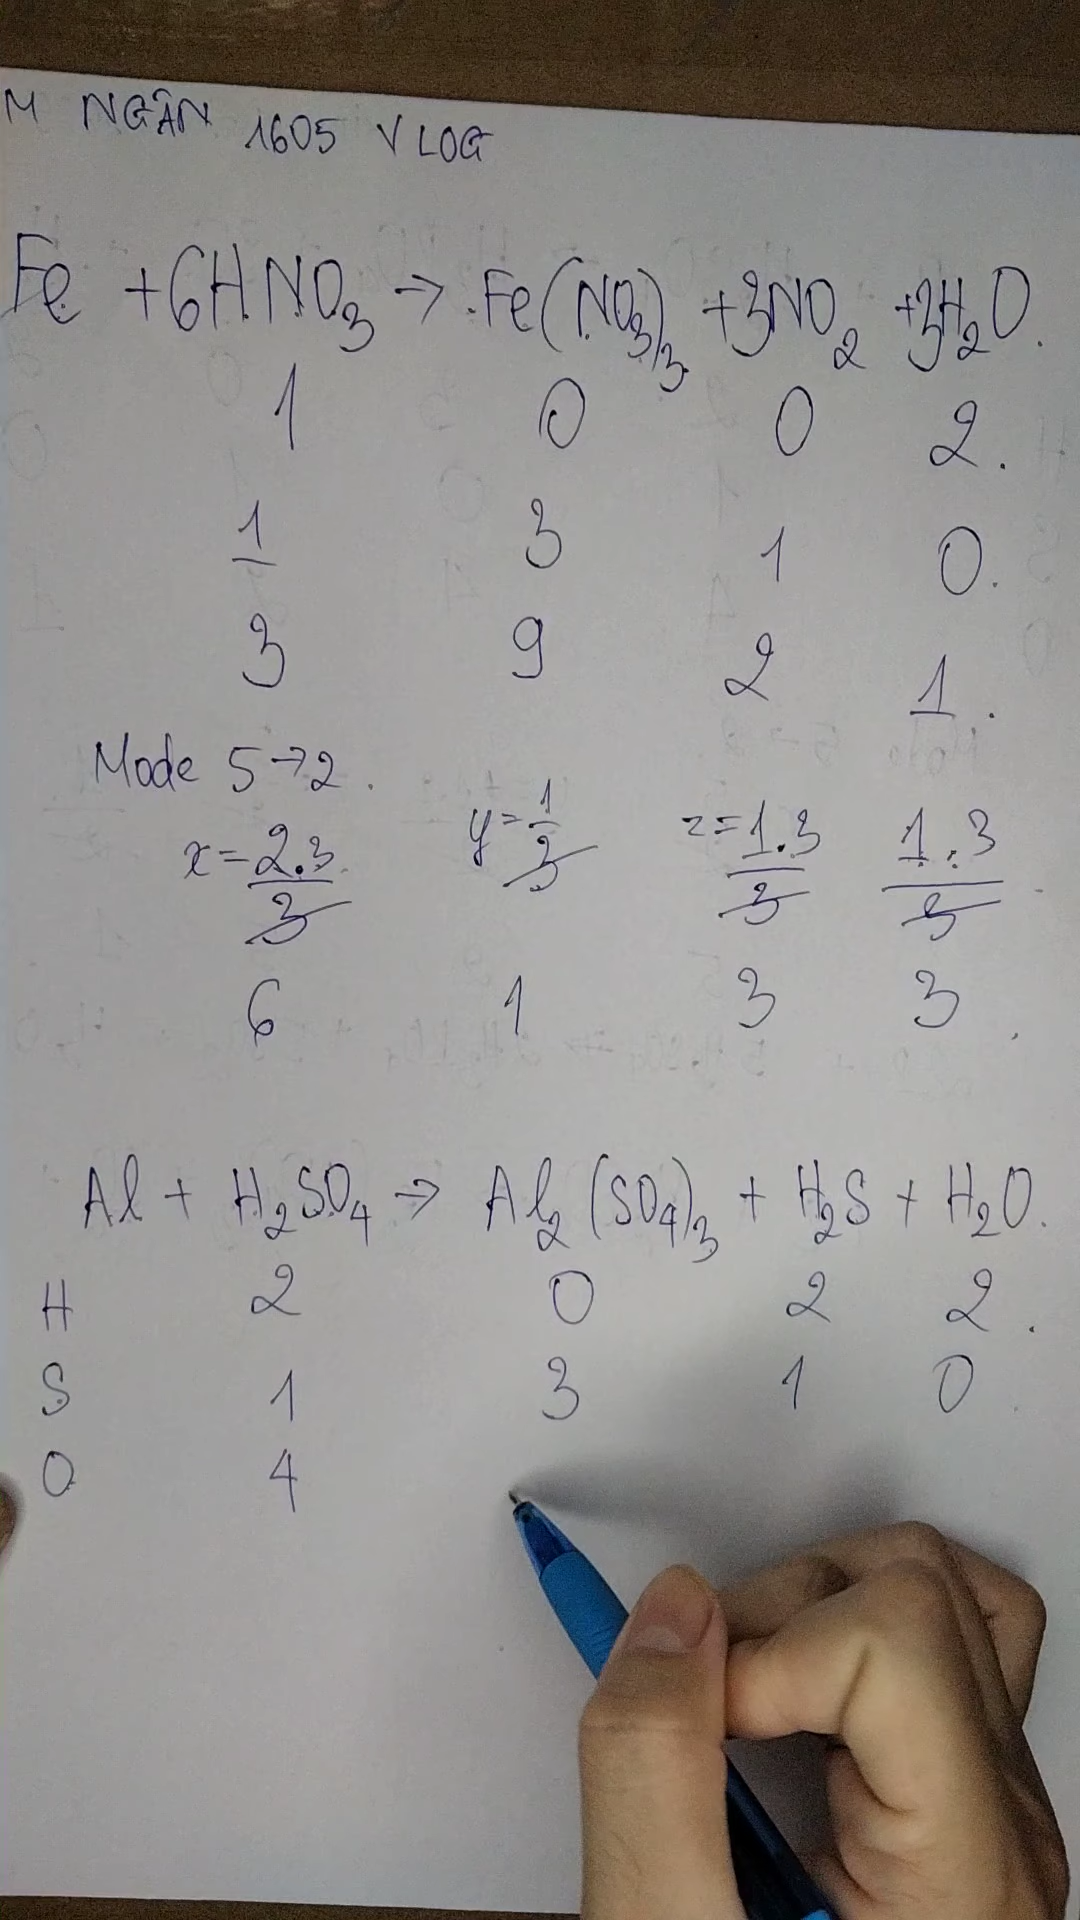 M NGÂN 1605 VLOG
Fe + 6HNO₃ → Fe(NO₃)₃ + 3NO₂ + 3H₂O.
1 0 0 2.
1 3 1 0.
3 9 2 1.
Mode 5→2.
x = 2.3/3 y = 1/3 z = 1.3/3 1.3/3
6 1 3 3.
Al + H₂SO₄ → Al₂(SO₄)₃ + H₂S + H₂O.
H 2 0 2 2.
S 1 3 1 0.
O 4